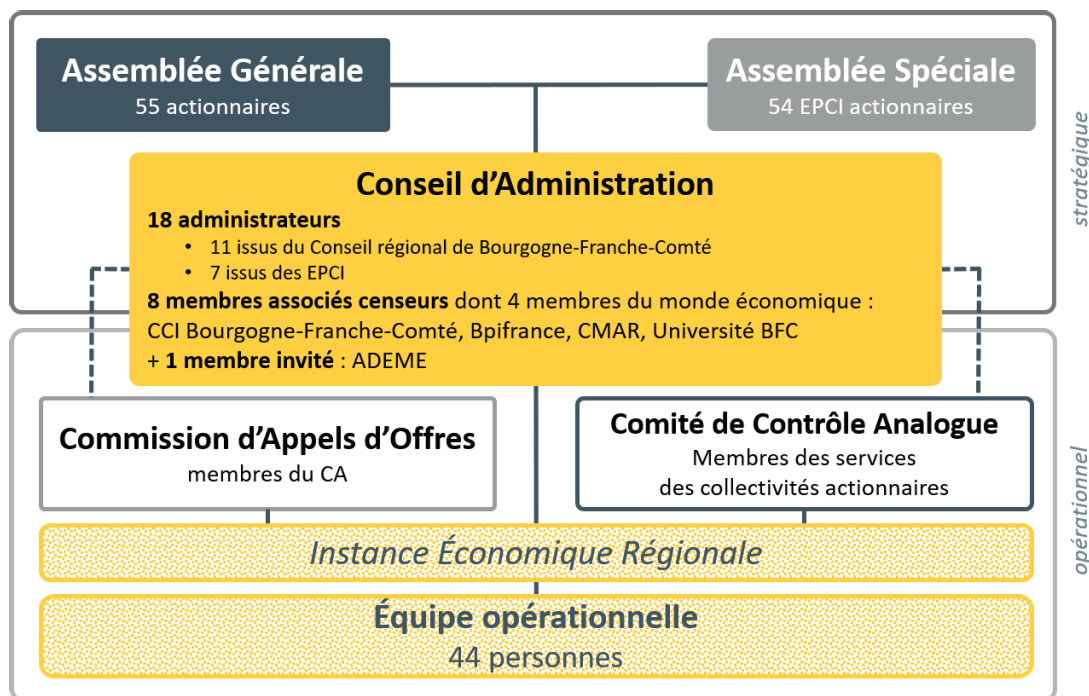 Assemblée Générale
55 actionnaires
Assemblée Spéciale
54 EPCI actionnaires
stratégique
Conseil d'Administration
18 administrateurs
• 11 issus du Conseil régional de Bourgogne-Franche-Comté
• 7 issus des EPCI
8 membres associés censeurs dont 4 membres du monde économique :
CCI Bourgogne-Franche-Comté, Bpifrance, CMAR, Université BFC
+ 1 membre invité : ADEME
Commission d'Appels d'Offres
membres du CA
Comité de Contrôle Analogue
Membres des services
des collectivités actionnaires
opérationnel
Instance Économique Régionale
Équipe opérationnelle
44 personnes